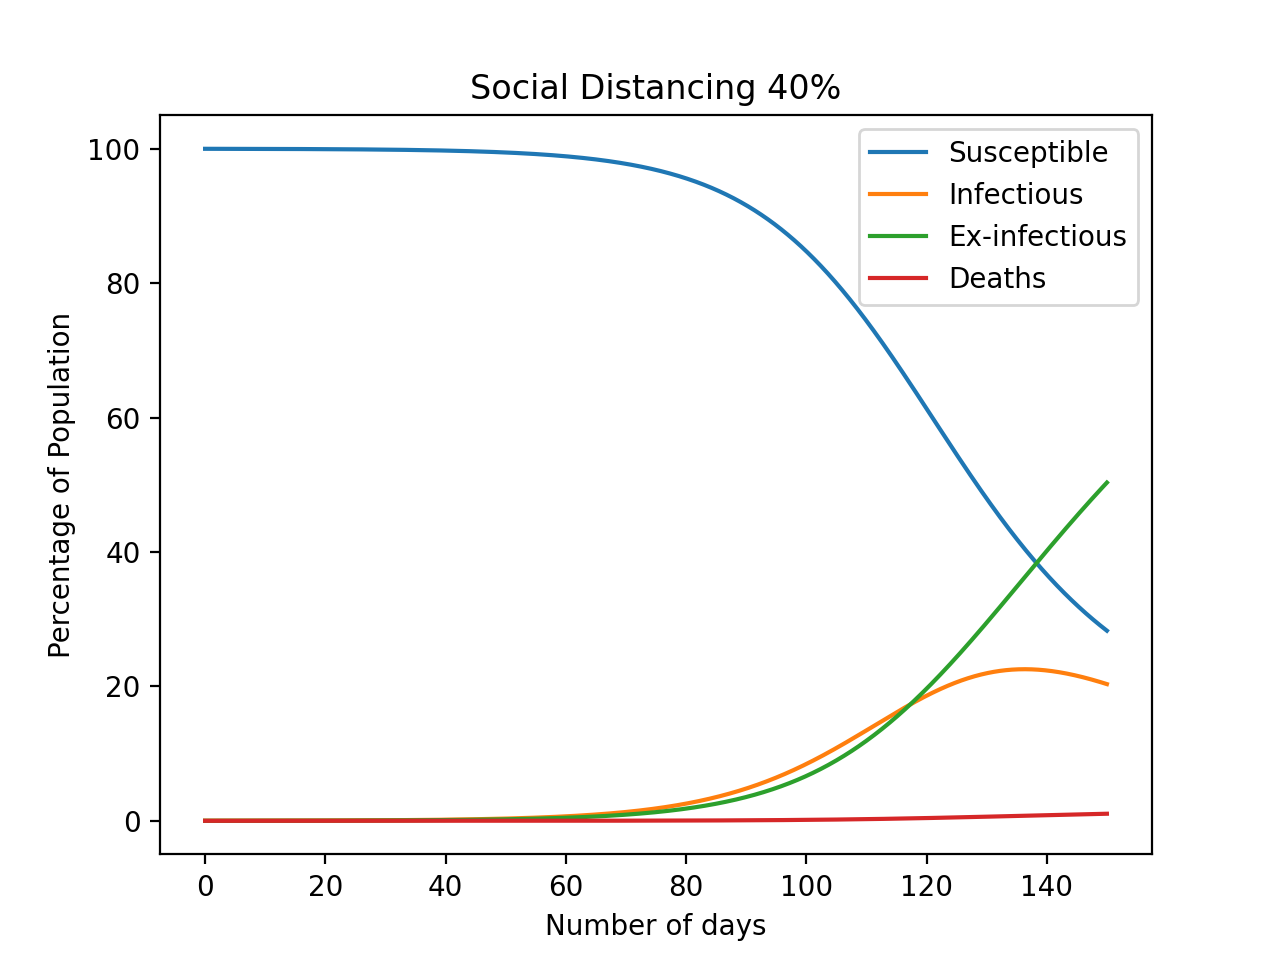 Social Distancing 40%
Susceptible
Infectious
Ex-infectious
Deaths
Percentage of Population
100
80
60
40
20
0
0 20 40 60 80 100 120 140
Number of days